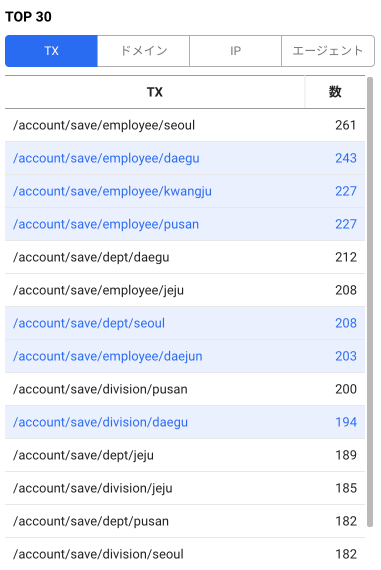 TOP 30
TX ドメイン IP エージェント
TX 数
/account/save/employee/seoul 261
/account/save/employee/daegu 243
/account/save/employee/kwangju 227
/account/save/employee/pusan 227
/account/save/dept/daegu 212
/account/save/employee/jeju 208
/account/save/dept/seoul 208
/account/save/employee/daejun 203
/account/save/division/pusan 200
/account/save/division/daegu 194
/account/save/dept/jeju 189
/account/save/division/jeju 185
/account/save/dept/pusan 182
/account/save/division/seoul 182